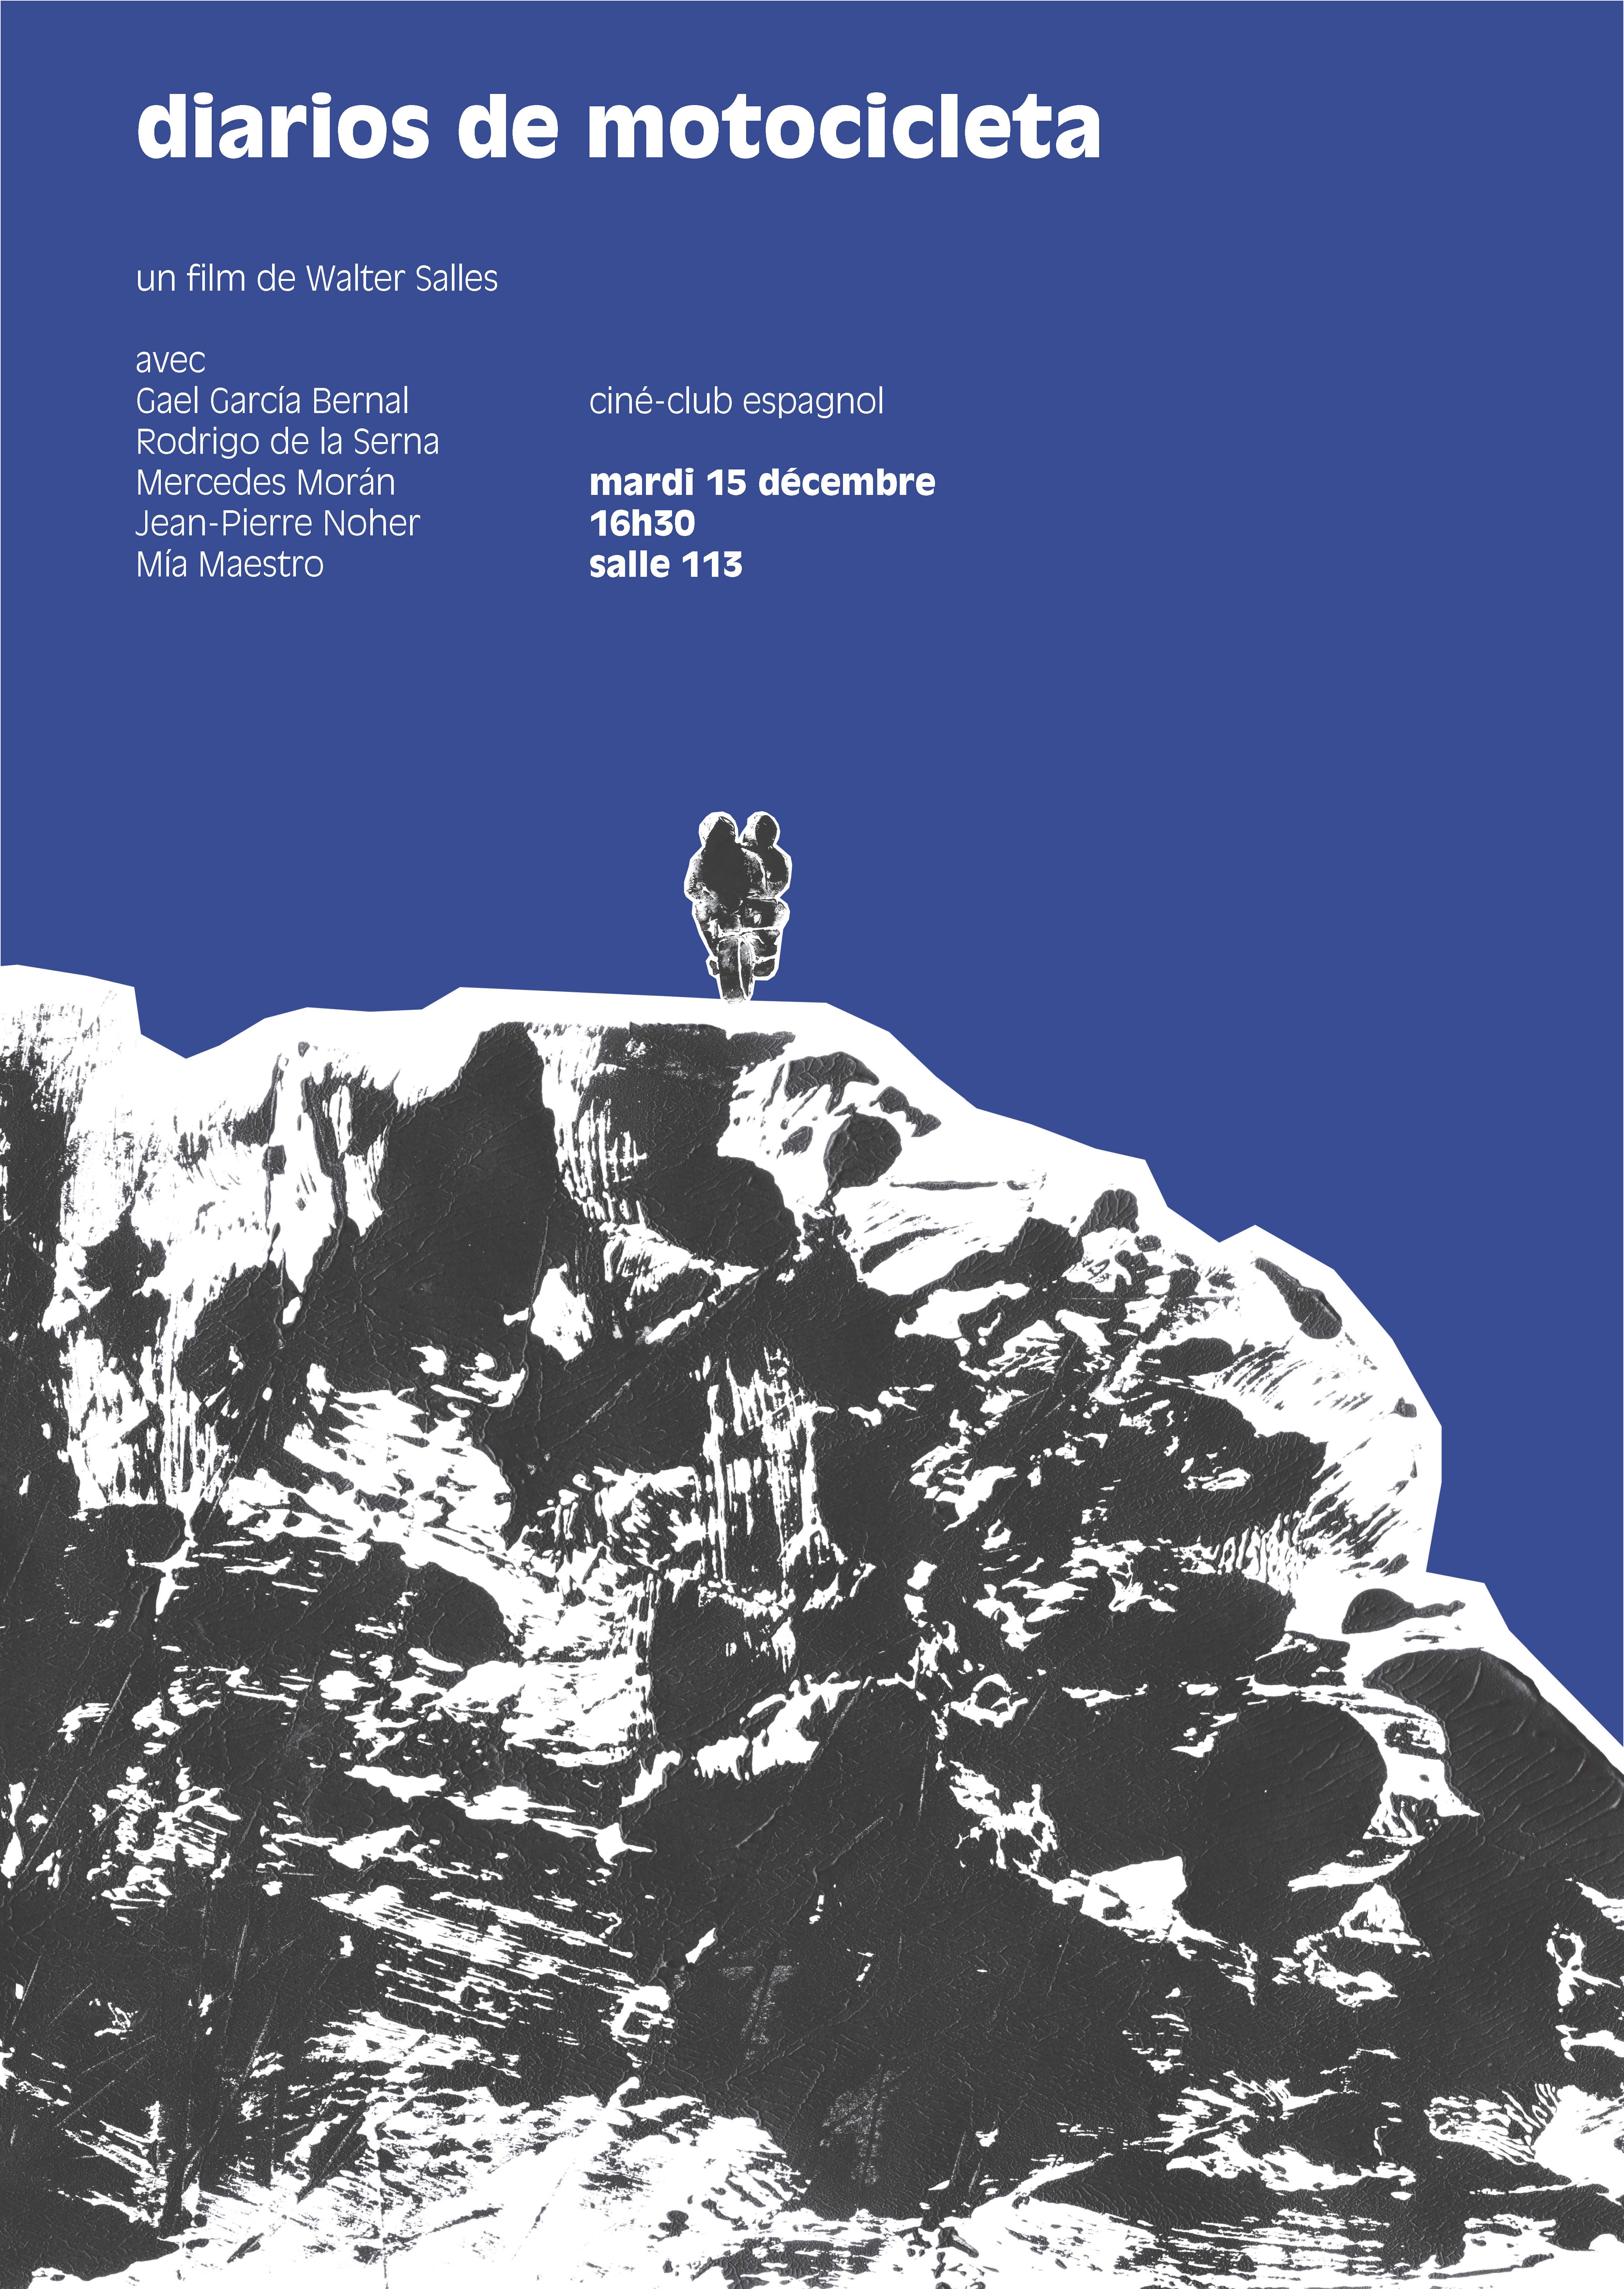 diarios de motocicleta
un film de Walter Salles
avec
Gael García Bernal
Rodrigo de la Serna
Mercedes Morán
Jean-Pierre Noher
Mía Maestro
ciné-club espagnol
mardi 15 décembre
16h30
salle 113